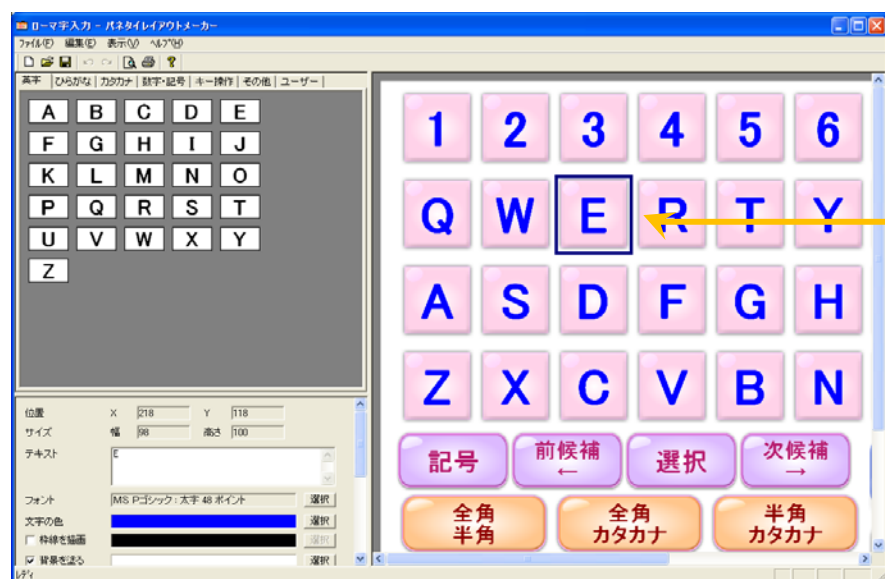 ローマ字入力 - パネタイレイアウトメーカー
ファイル(F) 編集(E) 表示(V) ヘルプ(H)
英字 ひらがな カタカナ 数字・記号 キー操作 その他 ユーザー
A B C D E
F G H I J
K L M N O
P Q R S T
U V W X Y
Z
位置 X 218 Y 118
サイズ 幅 98 高さ 100
テキスト E
フォント MS Pゴシック : 太字 48 ポイント 選択
文字の色 選択
枠線を描画 選択
背景を塗る 選択
レディ
1 2 3 4 5 6
Q W E R T Y
A S D F G H
Z X C V B N
記号 前候補 ← 選択 次候補 →
全角 半角 全角 カタカナ 半角 カタカナ